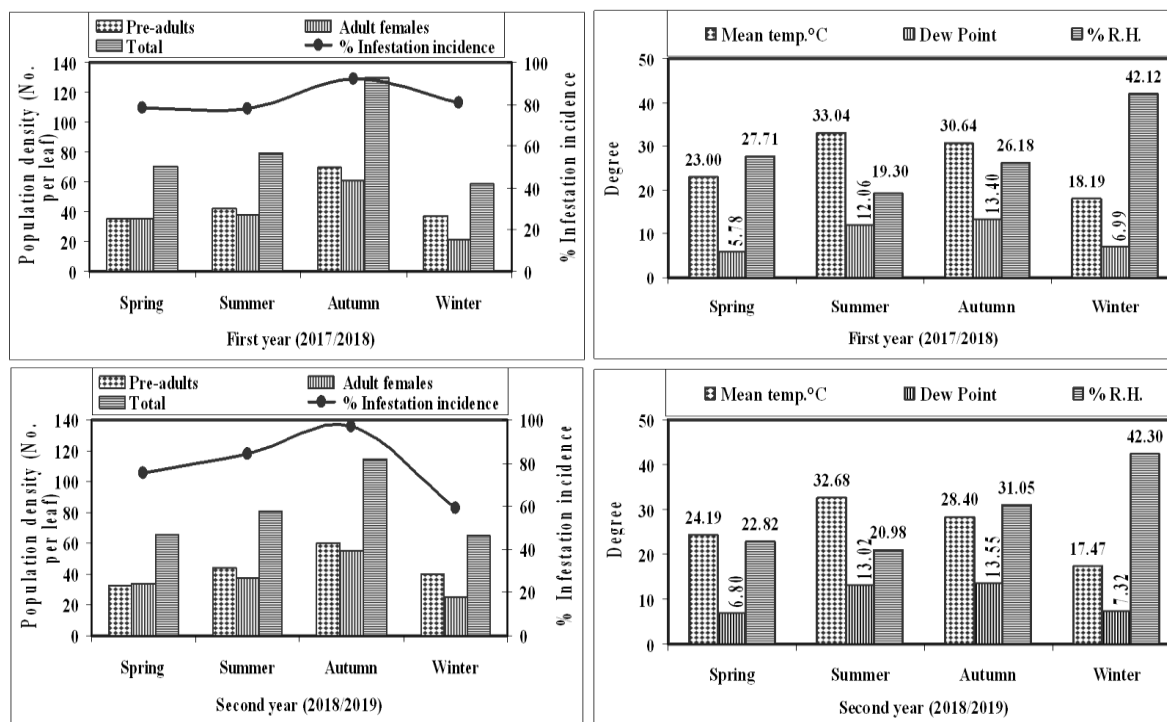 Pre-adults
Adult females
Total
% Infestation incidence
Population density (No. per leaf)
140
120
100
80
60
40
20
0
100
80
60
40
20
0
% Infestation incidence
Spring
Summer
Autumn
Winter
First year (2017/2018)
Mean temp.°C
Dew Point
% R.H.
Degree
50
40
30
20
10
0
23.00
5.78
27.71
33.04
12.06
19.30
30.64
13.40
26.18
18.19
6.99
42.12
Spring
Summer
Autumn
Winter
First year (2017/2018)
Pre-adults
Adult females
Total
% Infestation incidence
Population density (No. per leaf)
140
120
100
80
60
40
20
0
100
80
60
40
20
0
% Infestation incidence
Spring
Summer
Autumn
Winter
Second year (2018/2019)
Mean temp.°C
Dew Point
% R.H.
Degree
50
40
30
20
10
0
24.19
6.80
22.82
32.68
13.02
20.98
28.40
13.55
31.05
17.47
7.32
42.30
Spring
Summer
Autumn
Winter
Second year (2018/2019)